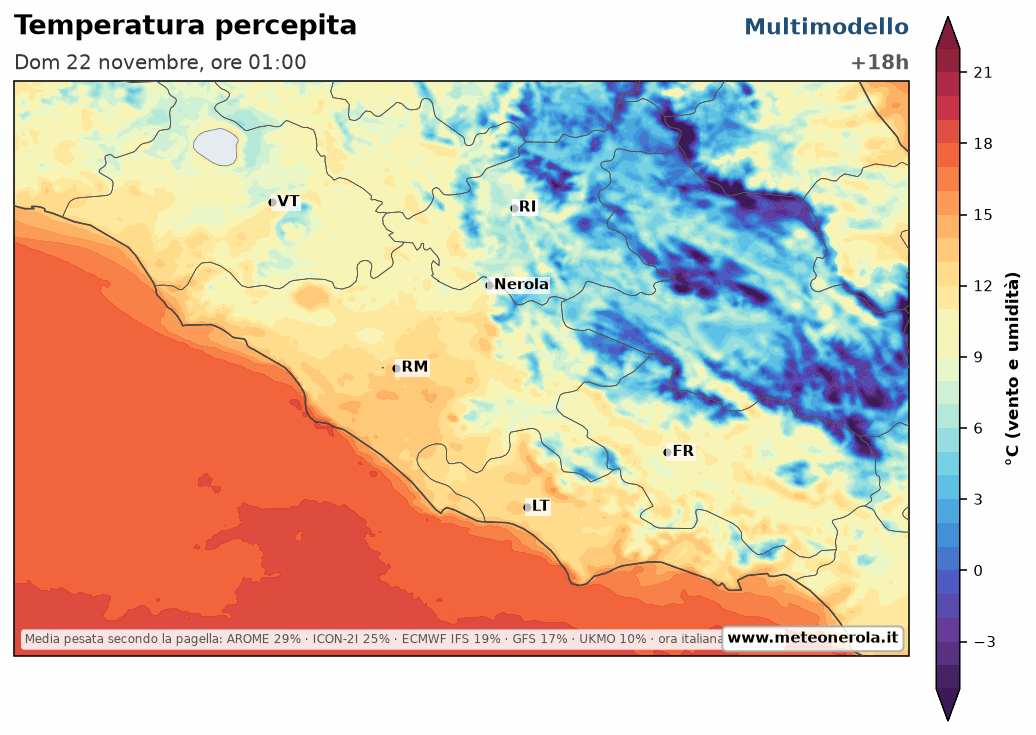 Temperatura percepita
Multimodello
Dom 22 novembre, ore 01:00
+18h
VT
RI
Nerola
RM
FR
LT
21
18
15
12
9
6
3
0
−3
°C (vento e umidità)
Media pesata secondo la pagella: AROME 29% · ICON-2I 25% · ECMWF IFS 19% · GFS 17% · UKMO 10% · ora italiana
www.meteonerola.it